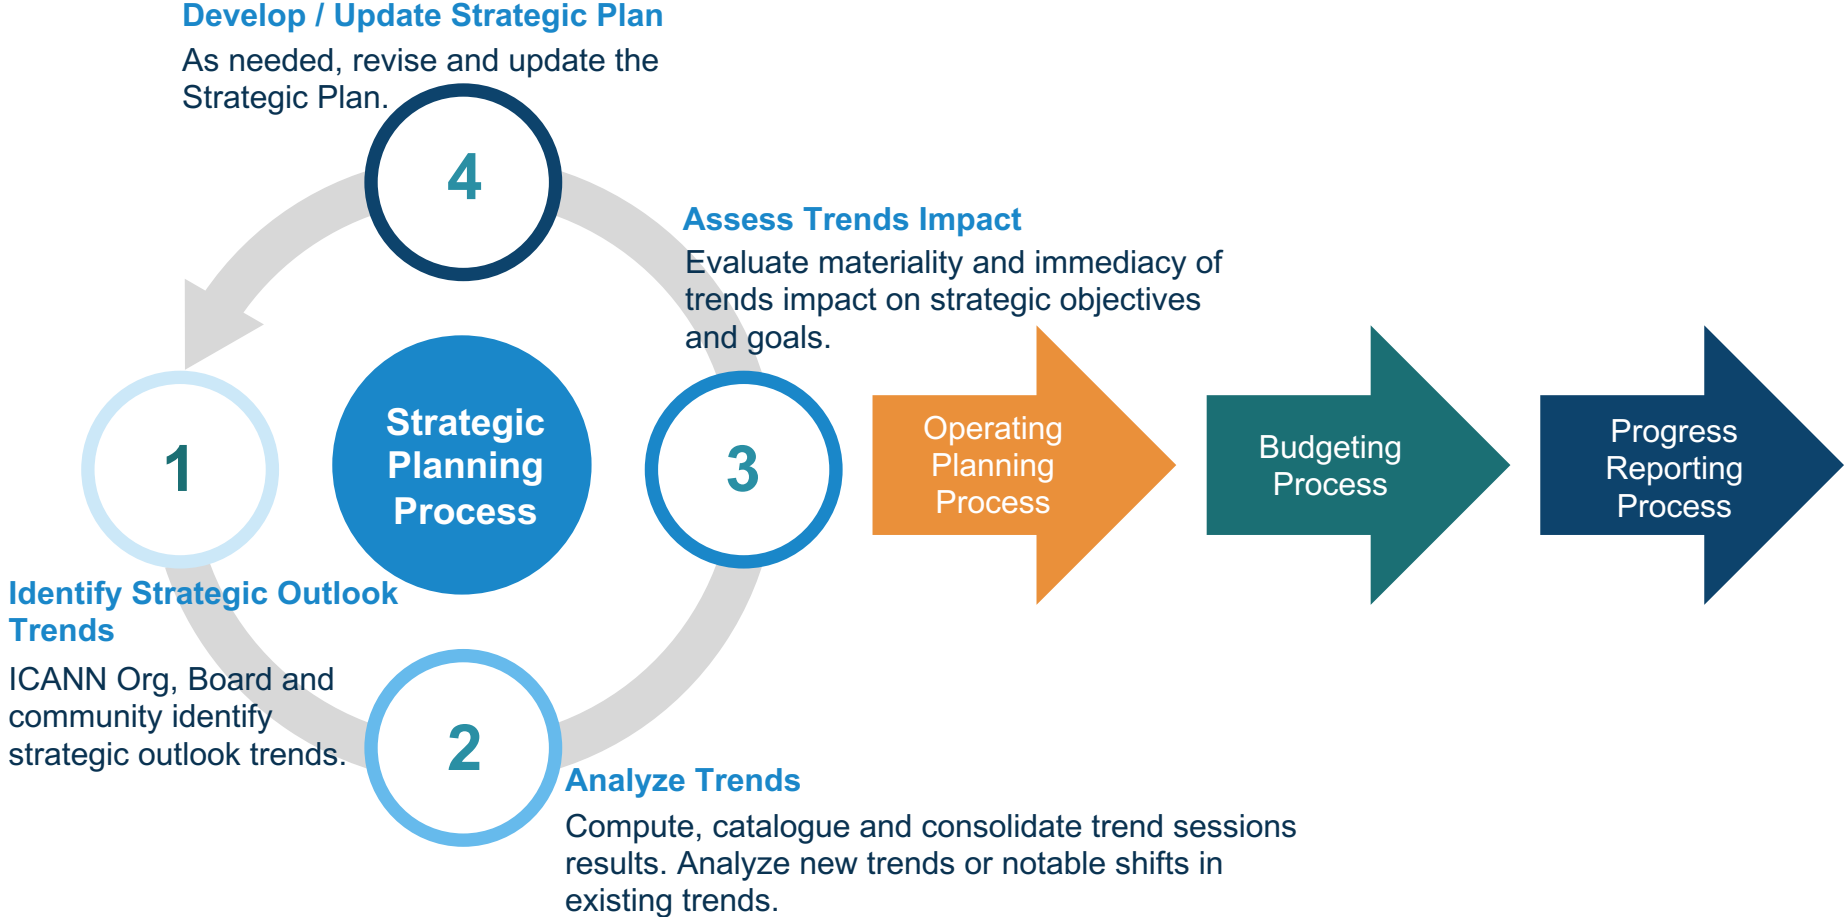 Develop / Update Strategic Plan
As needed, revise and update the
Strategic Plan.
4
Assess Trends Impact
Evaluate materiality and immediacy of
trends impact on strategic objectives
and goals.
1
Strategic
Planning
Process
3
Operating
Planning
Process
Budgeting
Process
Progress
Reporting
Process
Identify Strategic Outlook
Trends
ICANN Org, Board and
community identify
strategic outlook trends.
2
Analyze Trends
Compute, catalogue and consolidate trend sessions
results. Analyze new trends or notable shifts in
existing trends.